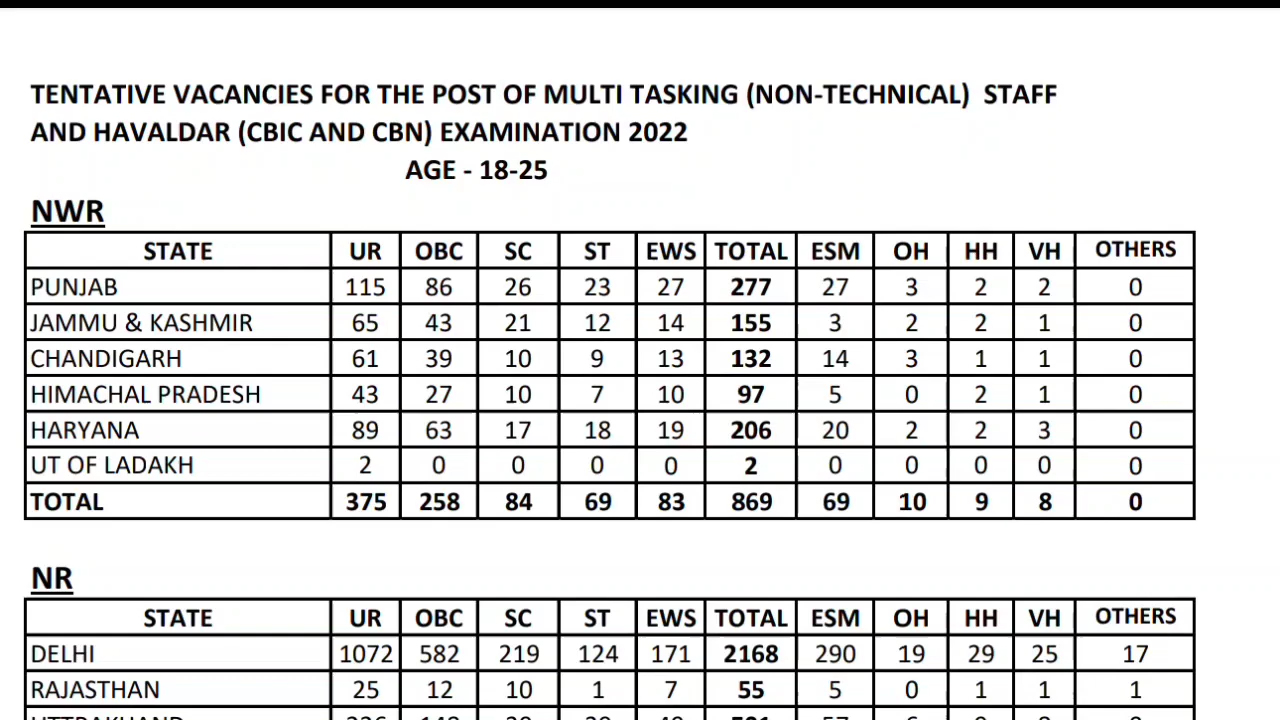 TENTATIVE VACANCIES FOR THE POST OF MULTI TASKING (NON-TECHNICAL) STAFF
AND HAVALDAR (CBIC AND CBN) EXAMINATION 2022
AGE - 18-25
NWR
STATE UR OBC SC ST EWS TOTAL ESM OH HH VH OTHERS
PUNJAB 115 86 26 23 27 277 27 3 2 2 0
JAMMU & KASHMIR 65 43 21 12 14 155 3 2 2 1 0
CHANDIGARH 61 39 10 9 13 132 14 3 1 1 0
HIMACHAL PRADESH 43 27 10 7 10 97 5 0 2 1 0
HARYANA 89 63 17 18 19 206 20 2 2 3 0
UT OF LADAKH 2 0 0 0 0 2 0 0 0 0 0
TOTAL 375 258 84 69 83 869 69 10 9 8 0
NR
STATE UR OBC SC ST EWS TOTAL ESM OH HH VH OTHERS
DELHI 1072 582 219 124 171 2168 290 19 29 25 17
RAJASTHAN 25 12 10 1 7 55 5 0 1 1 1